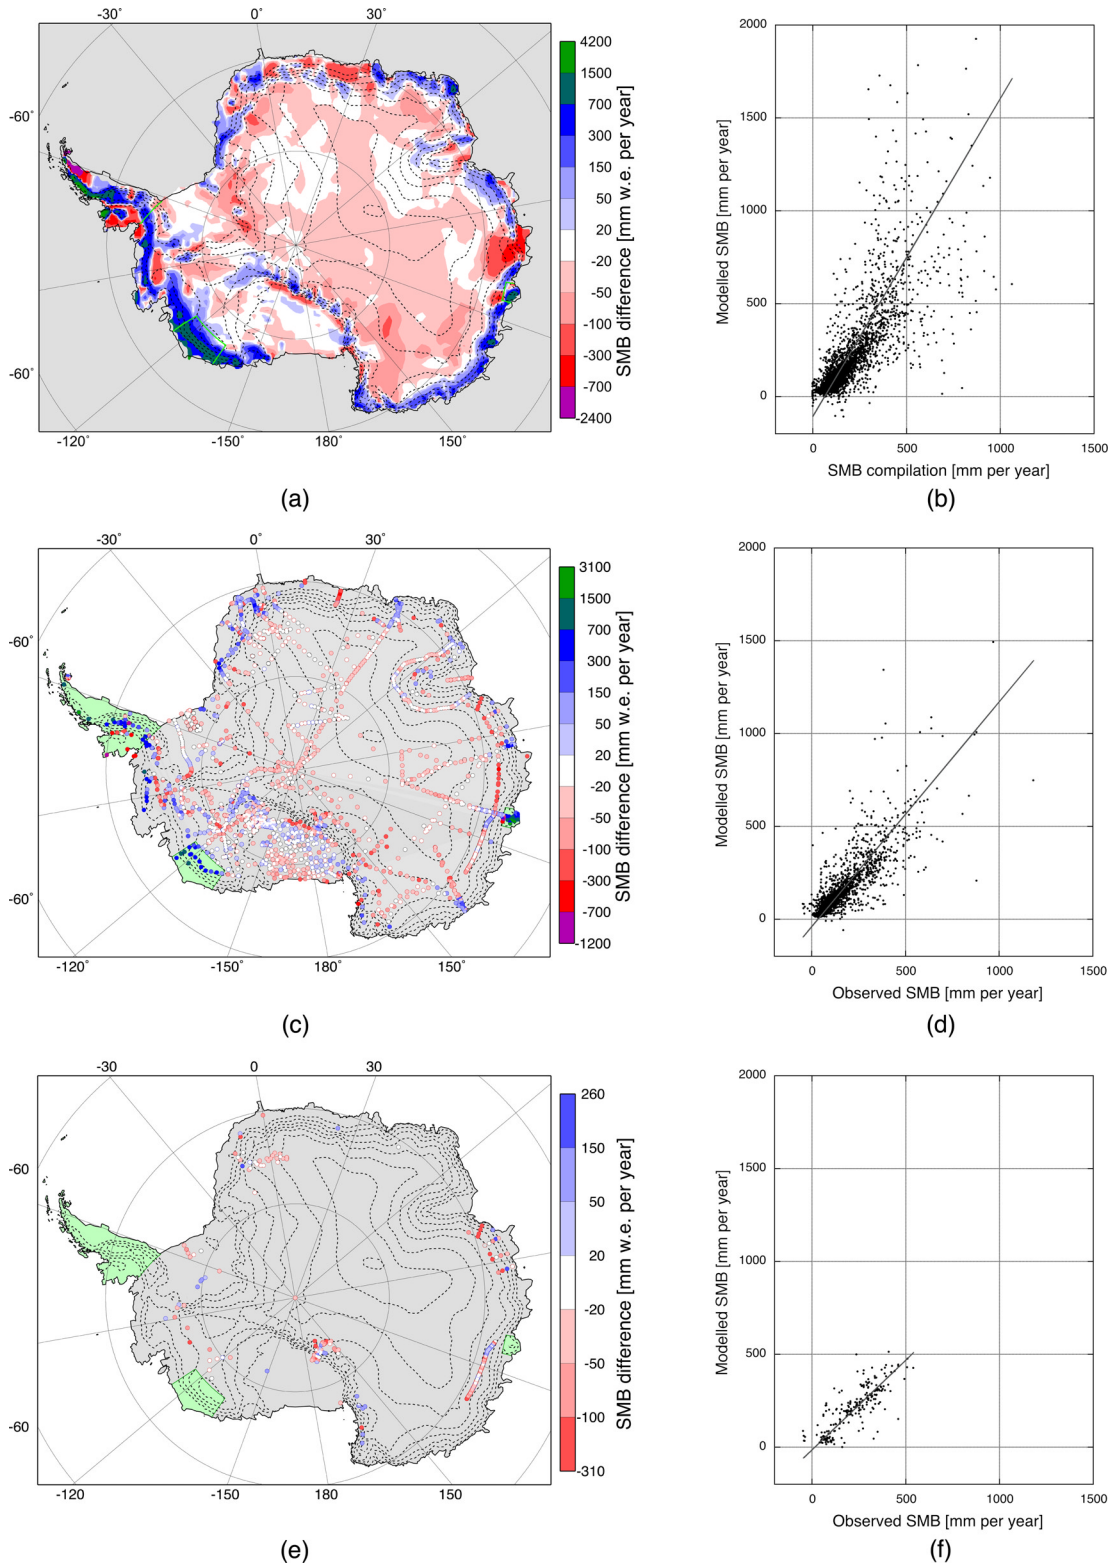 -30° 0° 30°
-60°
-60°
-120° -150° 180° 150°
4200
1500
700
300
150
50
20
-20
-50
-100
-300
-700
-2400
SMB difference [mm w.e. per year]
(a)
2000
1500
1000
500
0
Modelled SMB [mm per year]
0 500 1000 1500
SMB compilation [mm per year]
(b)
-30° 0° 30°
-60°
-60°
-120° -150° 180° 150°
3100
1500
700
300
150
50
20
-20
-50
-100
-300
-700
-1200
SMB difference [mm w.e. per year]
(c)
2000
1500
1000
500
0
Modelled SMB [mm per year]
0 500 1000 1500
Observed SMB [mm per year]
(d)
-30 0 30
-60
-60
-120 -150 180 150
260
150
50
20
-20
-50
-100
-310
SMB difference [mm w.e. per year]
(e)
2000
1500
1000
500
0
Modelled SMB [mm per year]
0 500 1000 1500
Observed SMB [mm per year]
(f)